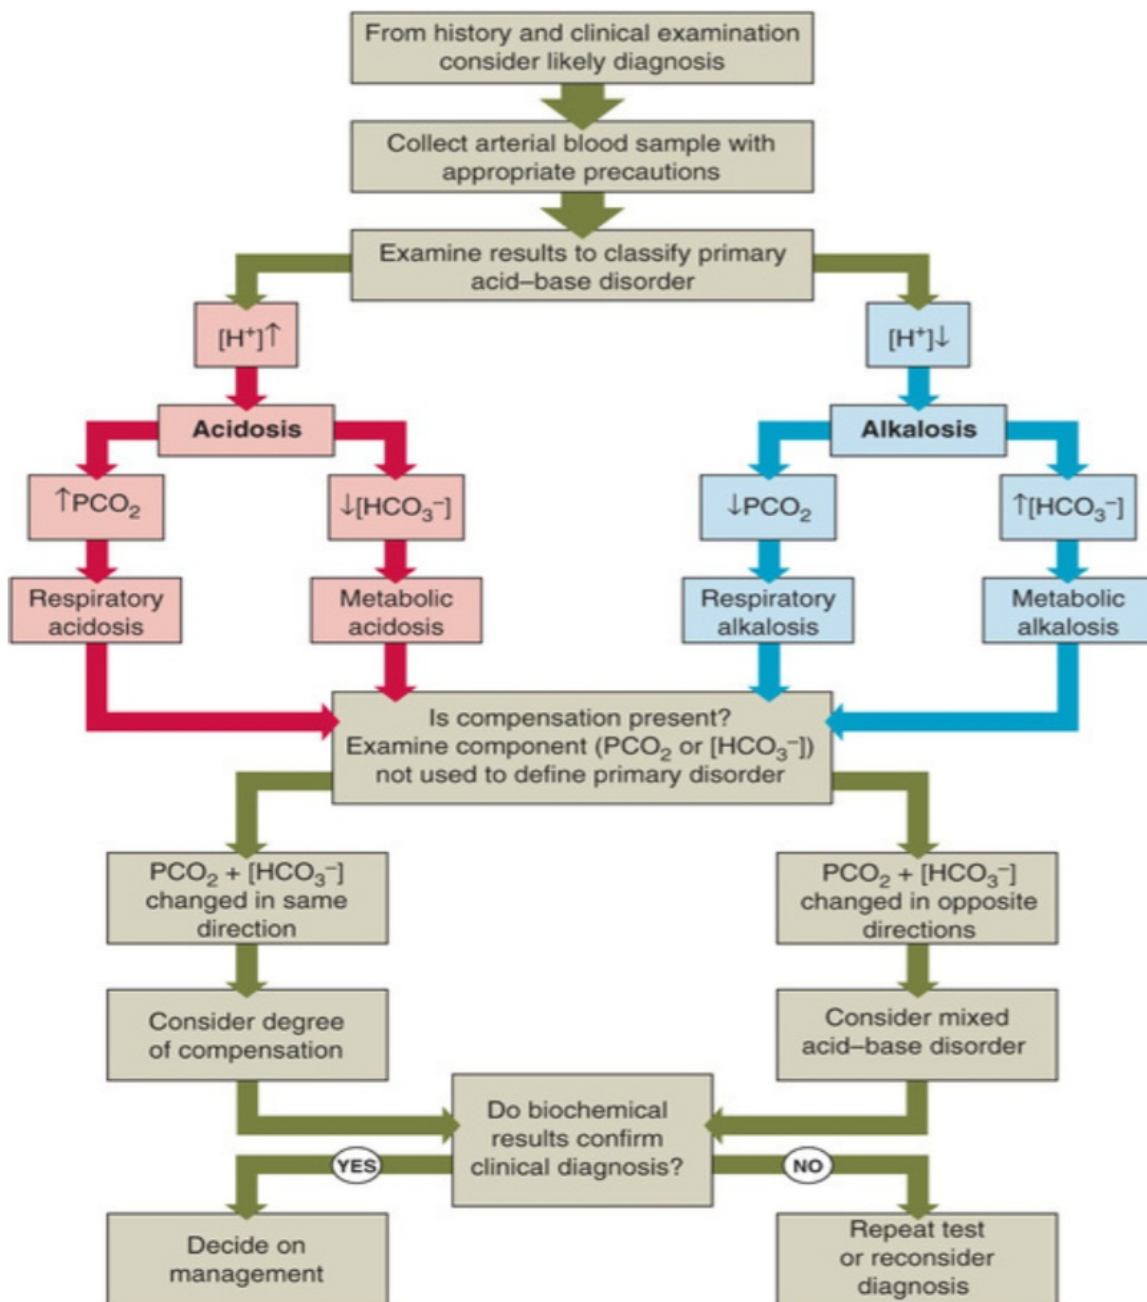 From history and clinical examination
consider likely diagnosis
Collect arterial blood sample with
appropriate precautions
Examine results to classify primary
acid–base disorder
[H⁺]↑
[H⁺]↓
Acidosis
Alkalosis
↑PCO₂
↓[HCO₃⁻]
↓PCO₂
↑[HCO₃⁻]
Respiratory
acidosis
Metabolic
acidosis
Respiratory
alkalosis
Metabolic
alkalosis
Is compensation present?
Examine component (PCO₂ or [HCO₃⁻])
not used to define primary disorder
PCO₂ + [HCO₃⁻]
changed in same
direction
PCO₂ + [HCO₃⁻]
changed in opposite
directions
Consider degree
of compensation
Consider mixed
acid–base disorder
Do biochemical
results confirm
clinical diagnosis?
YES
NO
Decide on
management
Repeat test
or reconsider
diagnosis